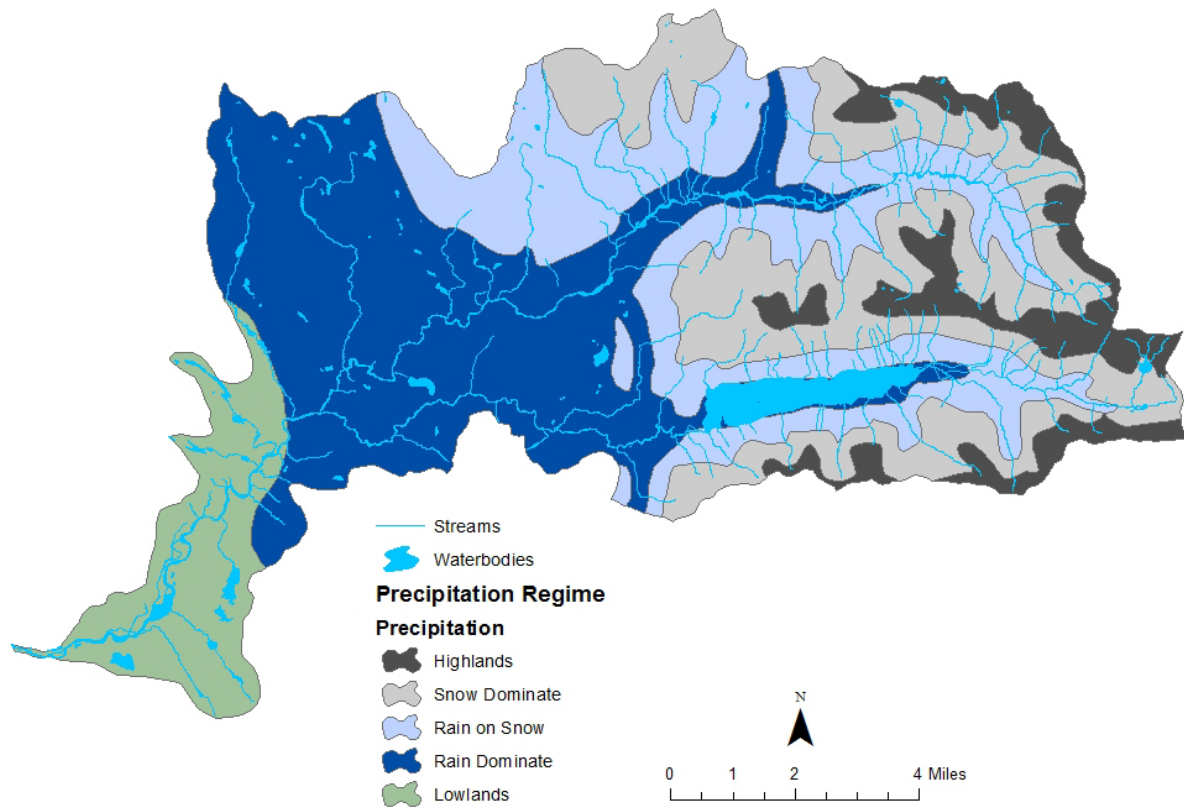 Streams
Waterbodies
Precipitation Regime
Precipitation
Highlands
Snow Dominate
Rain on Snow
Rain Dominate
Lowlands
N
0 1 2 4 Miles